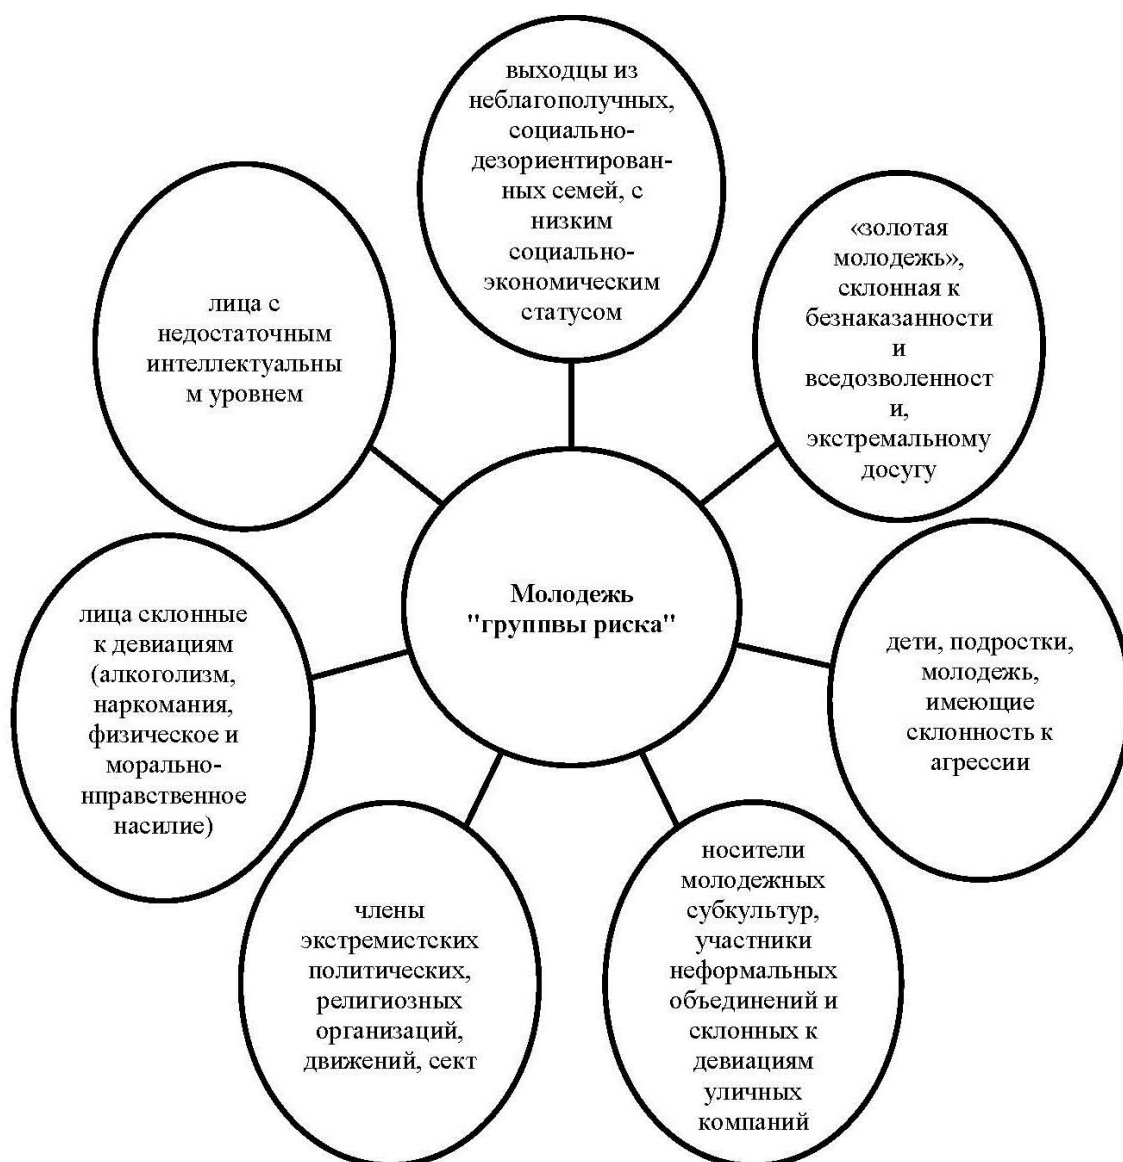 выходцы из
неблагополучных,
социально-
дезориентирован-
ных семей, с
низким
социально-
экономическим
статусом
«золотая
молодежь»,
склонная к
безнаказанности
и
вседозволенност
и,
экстремальному
досугу
дети, подростки,
молодежь,
имеющие
склонность к
агрессии
носители
молодежных
субкультур,
участники
неформальных
объединений и
склонных к
девиациям
уличных
компаний
члены
экстремистских
политических,
религиозных
организаций,
движений, сект
лица склонные
к девиациям
(алкоголизм,
наркомания,
физическое и
морально-
нправственное
насилие)
лица с
недостаточным
интеллектуальны
м уровнем
Молодежь
"группвы риска"